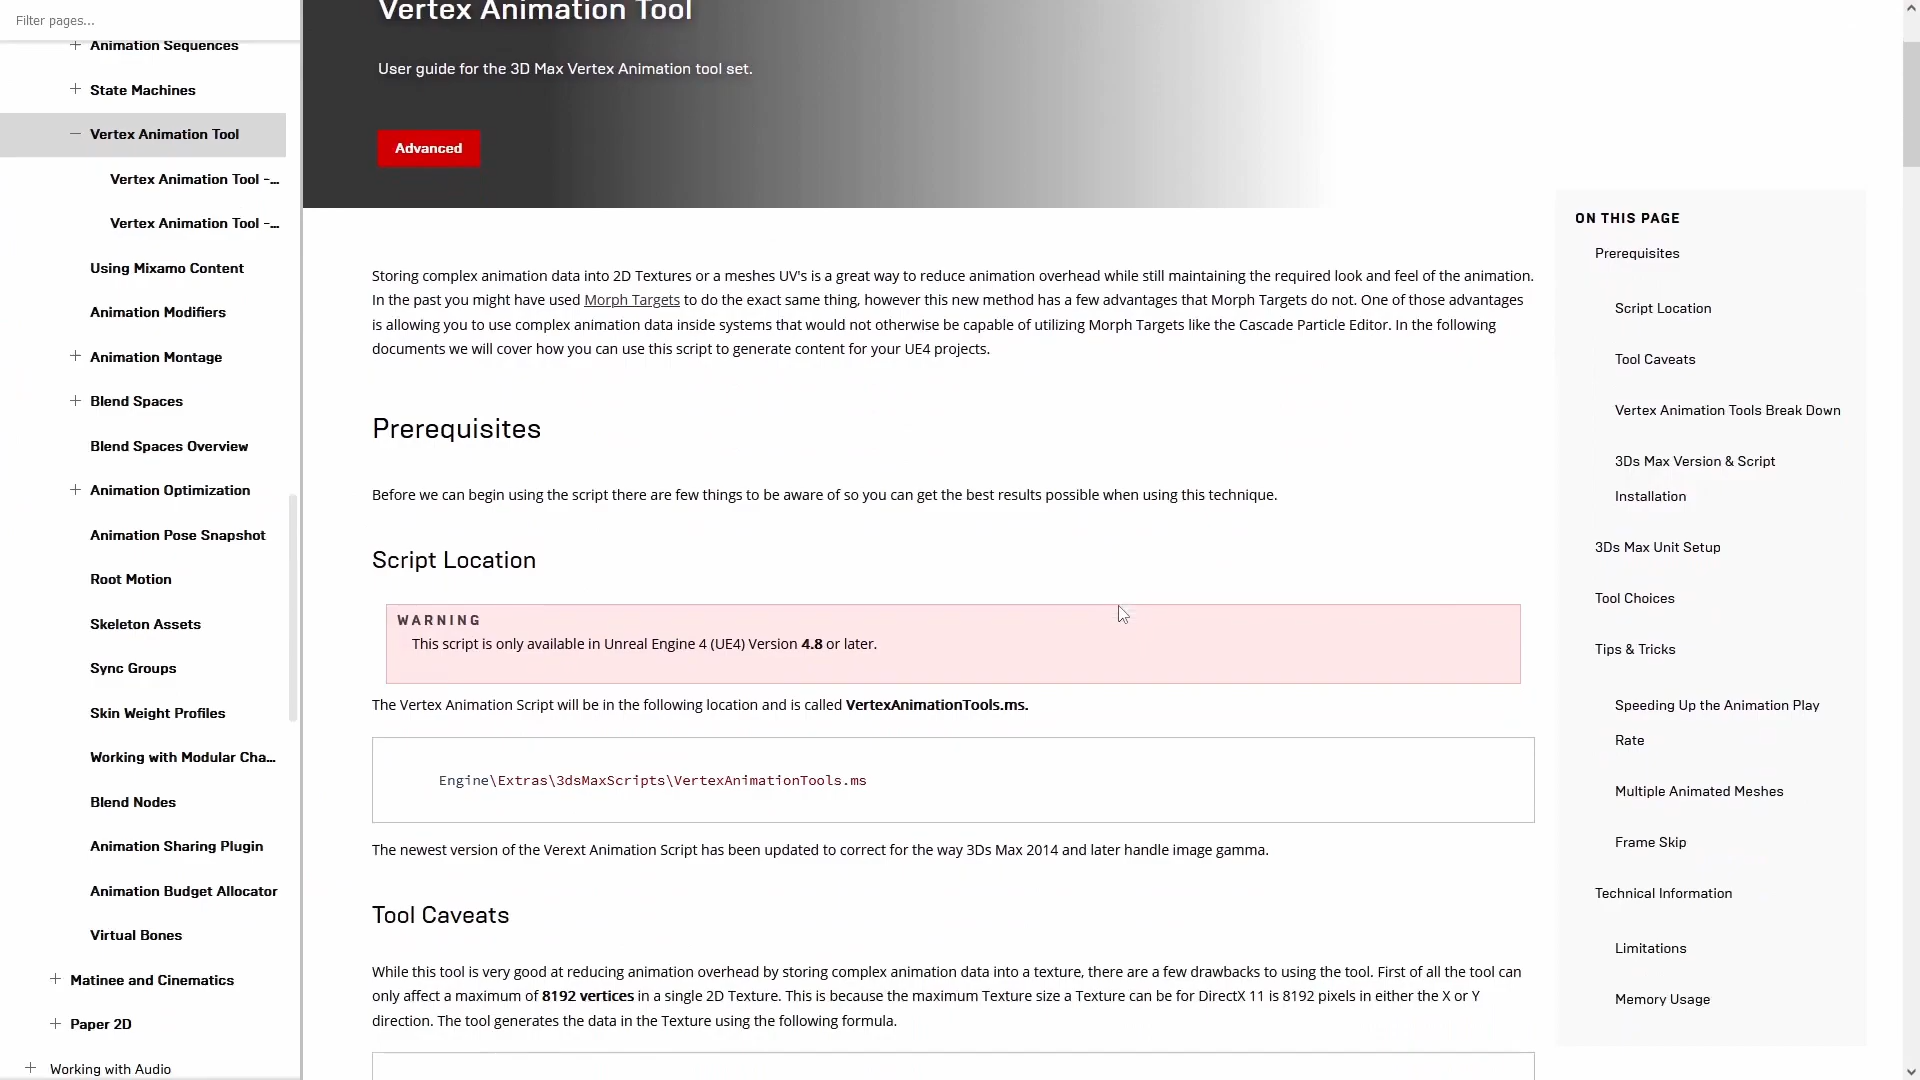 Filter pages...
Animation Sequences
State Machines
Vertex Animation Tool
Vertex Animation Tool -...
Vertex Animation Tool -...
Using Mixamo Content
Animation Modifiers
Animation Montage
Blend Spaces
Blend Spaces Overview
Animation Optimization
Animation Pose Snapshot
Root Motion
Skeleton Assets
Sync Groups
Skin Weight Profiles
Working with Modular Cha...
Blend Nodes
Animation Sharing Plugin
Animation Budget Allocator
Virtual Bones
Matinee and Cinematics
Paper 2D
Working with Audio
Vertex Animation Tool
User guide for the 3D Max Vertex Animation tool set.
Advanced
Storing complex animation data into 2D Textures or a meshes UV's is a great way to reduce animation overhead while still maintaining the required look and feel of the animation.
In the past you might have used Morph Targets to do the exact same thing, however this new method has a few advantages that Morph Targets do not. One of those advantages
is allowing you to use complex animation data inside systems that would not otherwise be capable of utilizing Morph Targets like the Cascade Particle Editor. In the following
documents we will cover how you can use this script to generate content for your UE4 projects.
Prerequisites
Before we can begin using the script there are few things to be aware of so you can get the best results possible when using this technique.
Script Location
WARNING
This script is only available in Unreal Engine 4 (UE4) Version 4.8 or later.
The Vertex Animation Script will be in the following location and is called VertexAnimationTools.ms.
Engine\Extras\3dsMaxScripts\VertexAnimationTools.ms
The newest version of the Verext Animation Script has been updated to correct for the way 3Ds Max 2014 and later handle image gamma.
Tool Caveats
While this tool is very good at reducing animation overhead by storing complex animation data into a texture, there are a few drawbacks to using the tool. First of all the tool can
only affect a maximum of 8192 vertices in a single 2D Texture. This is because the maximum Texture size a Texture can be for DirectX 11 is 8192 pixels in either the X or Y
direction. The tool generates the data in the Texture using the following formula.
ON THIS PAGE
Prerequisites
Script Location
Tool Caveats
Vertex Animation Tools Break Down
3Ds Max Version & Script
Installation
3Ds Max Unit Setup
Tool Choices
Tips & Tricks
Speeding Up the Animation Play
Rate
Multiple Animated Meshes
Frame Skip
Technical Information
Limitations
Memory Usage